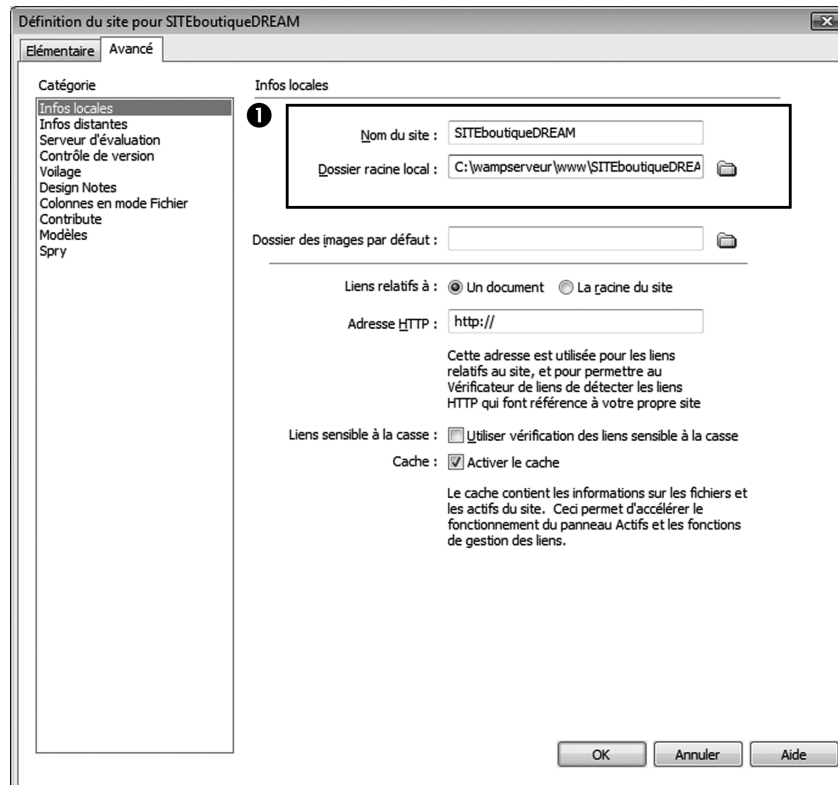 Définition du site pour SITEboutiqueDREAM
Elémentaire
Avancé
Catégorie
Infos locales
Infos distantes
Serveur d'évaluation
Contrôle de version
Voilage
Design Notes
Colonnes en mode Fichier
Contribute
Modèles
Spry
Infos locales
1
Nom du site : SITEboutiqueDREAM
Dossier racine local : C:\wampserveur\www\SITEboutiqueDREA
Dossier des images par défaut :
Liens relatifs à : Un document La racine du site
Adresse HTTP : http://
Cette adresse est utilisée pour les liens
relatifs au site, et pour permettre au
Vérificateur de liens de détecter les liens
HTTP qui font référence à votre propre site
Liens sensible à la casse : Utiliser vérification des liens sensible à la casse
Cache : Activer le cache
Le cache contient les informations sur les fichiers et
les actifs du site. Ceci permet d'accélérer le
fonctionnement du panneau Actifs et les fonctions
de gestion des liens.
OK Annuler Aide